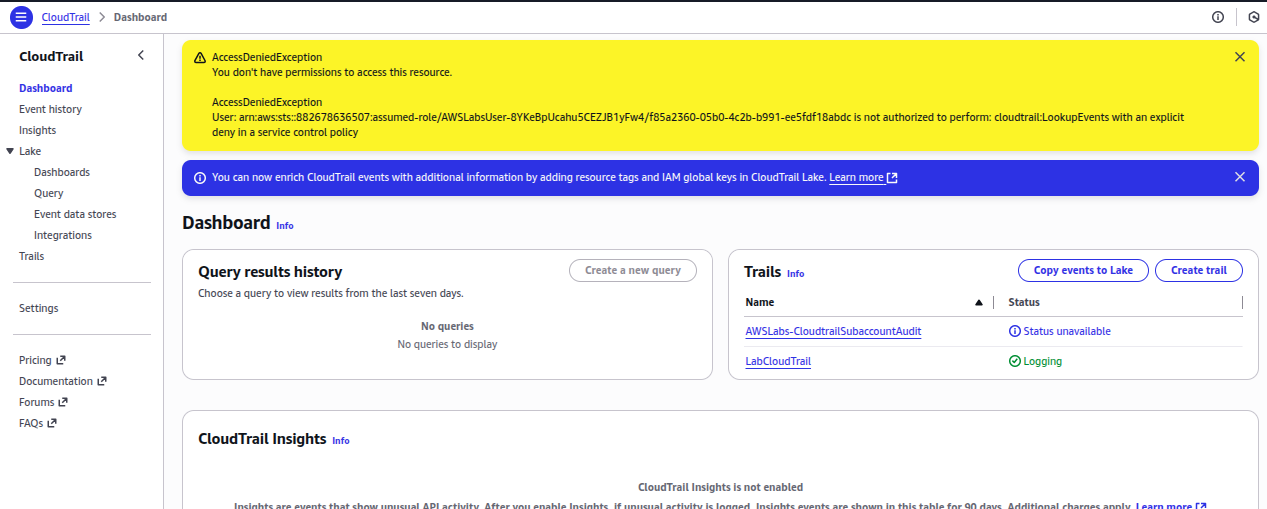 CloudTrail > Dashboard
CloudTrail
Dashboard
Event history
Insights
Lake
Dashboards
Query
Event data stores
Integrations
Trails
Settings
Pricing
Documentation
Forums
FAQs
AccessDeniedException
You don't have permissions to access this resource.
AccessDeniedException
User: arn:aws:sts::882678636507:assumed-role/AWSLabsUser-8YKeBpUcahu5CEZJB1yFw4/f85a2360-05b0-4c2b-b991-ee5fdf18abdc is not authorized to perform: cloudtrail:LookupEvents with an explicit
deny in a service control policy
You can now enrich CloudTrail events with additional information by adding resource tags and IAM global keys in CloudTrail Lake. Learn more
Dashboard Info
Query results history
Create a new query
Choose a query to view results from the last seven days.
No queries
No queries to display
Trails Info
Copy events to Lake
Create trail
Name Status
AWSLabs-CloudtrailSubaccountAudit Status unavailable
LabCloudTrail Logging
CloudTrail Insights Info
CloudTrail Insights is not enabled
Insights are events that show unusual API activity. After you enable Insights, if unusual activity is logged, Insights events are shown in this table for 90 days. Additional charges apply. Learn more